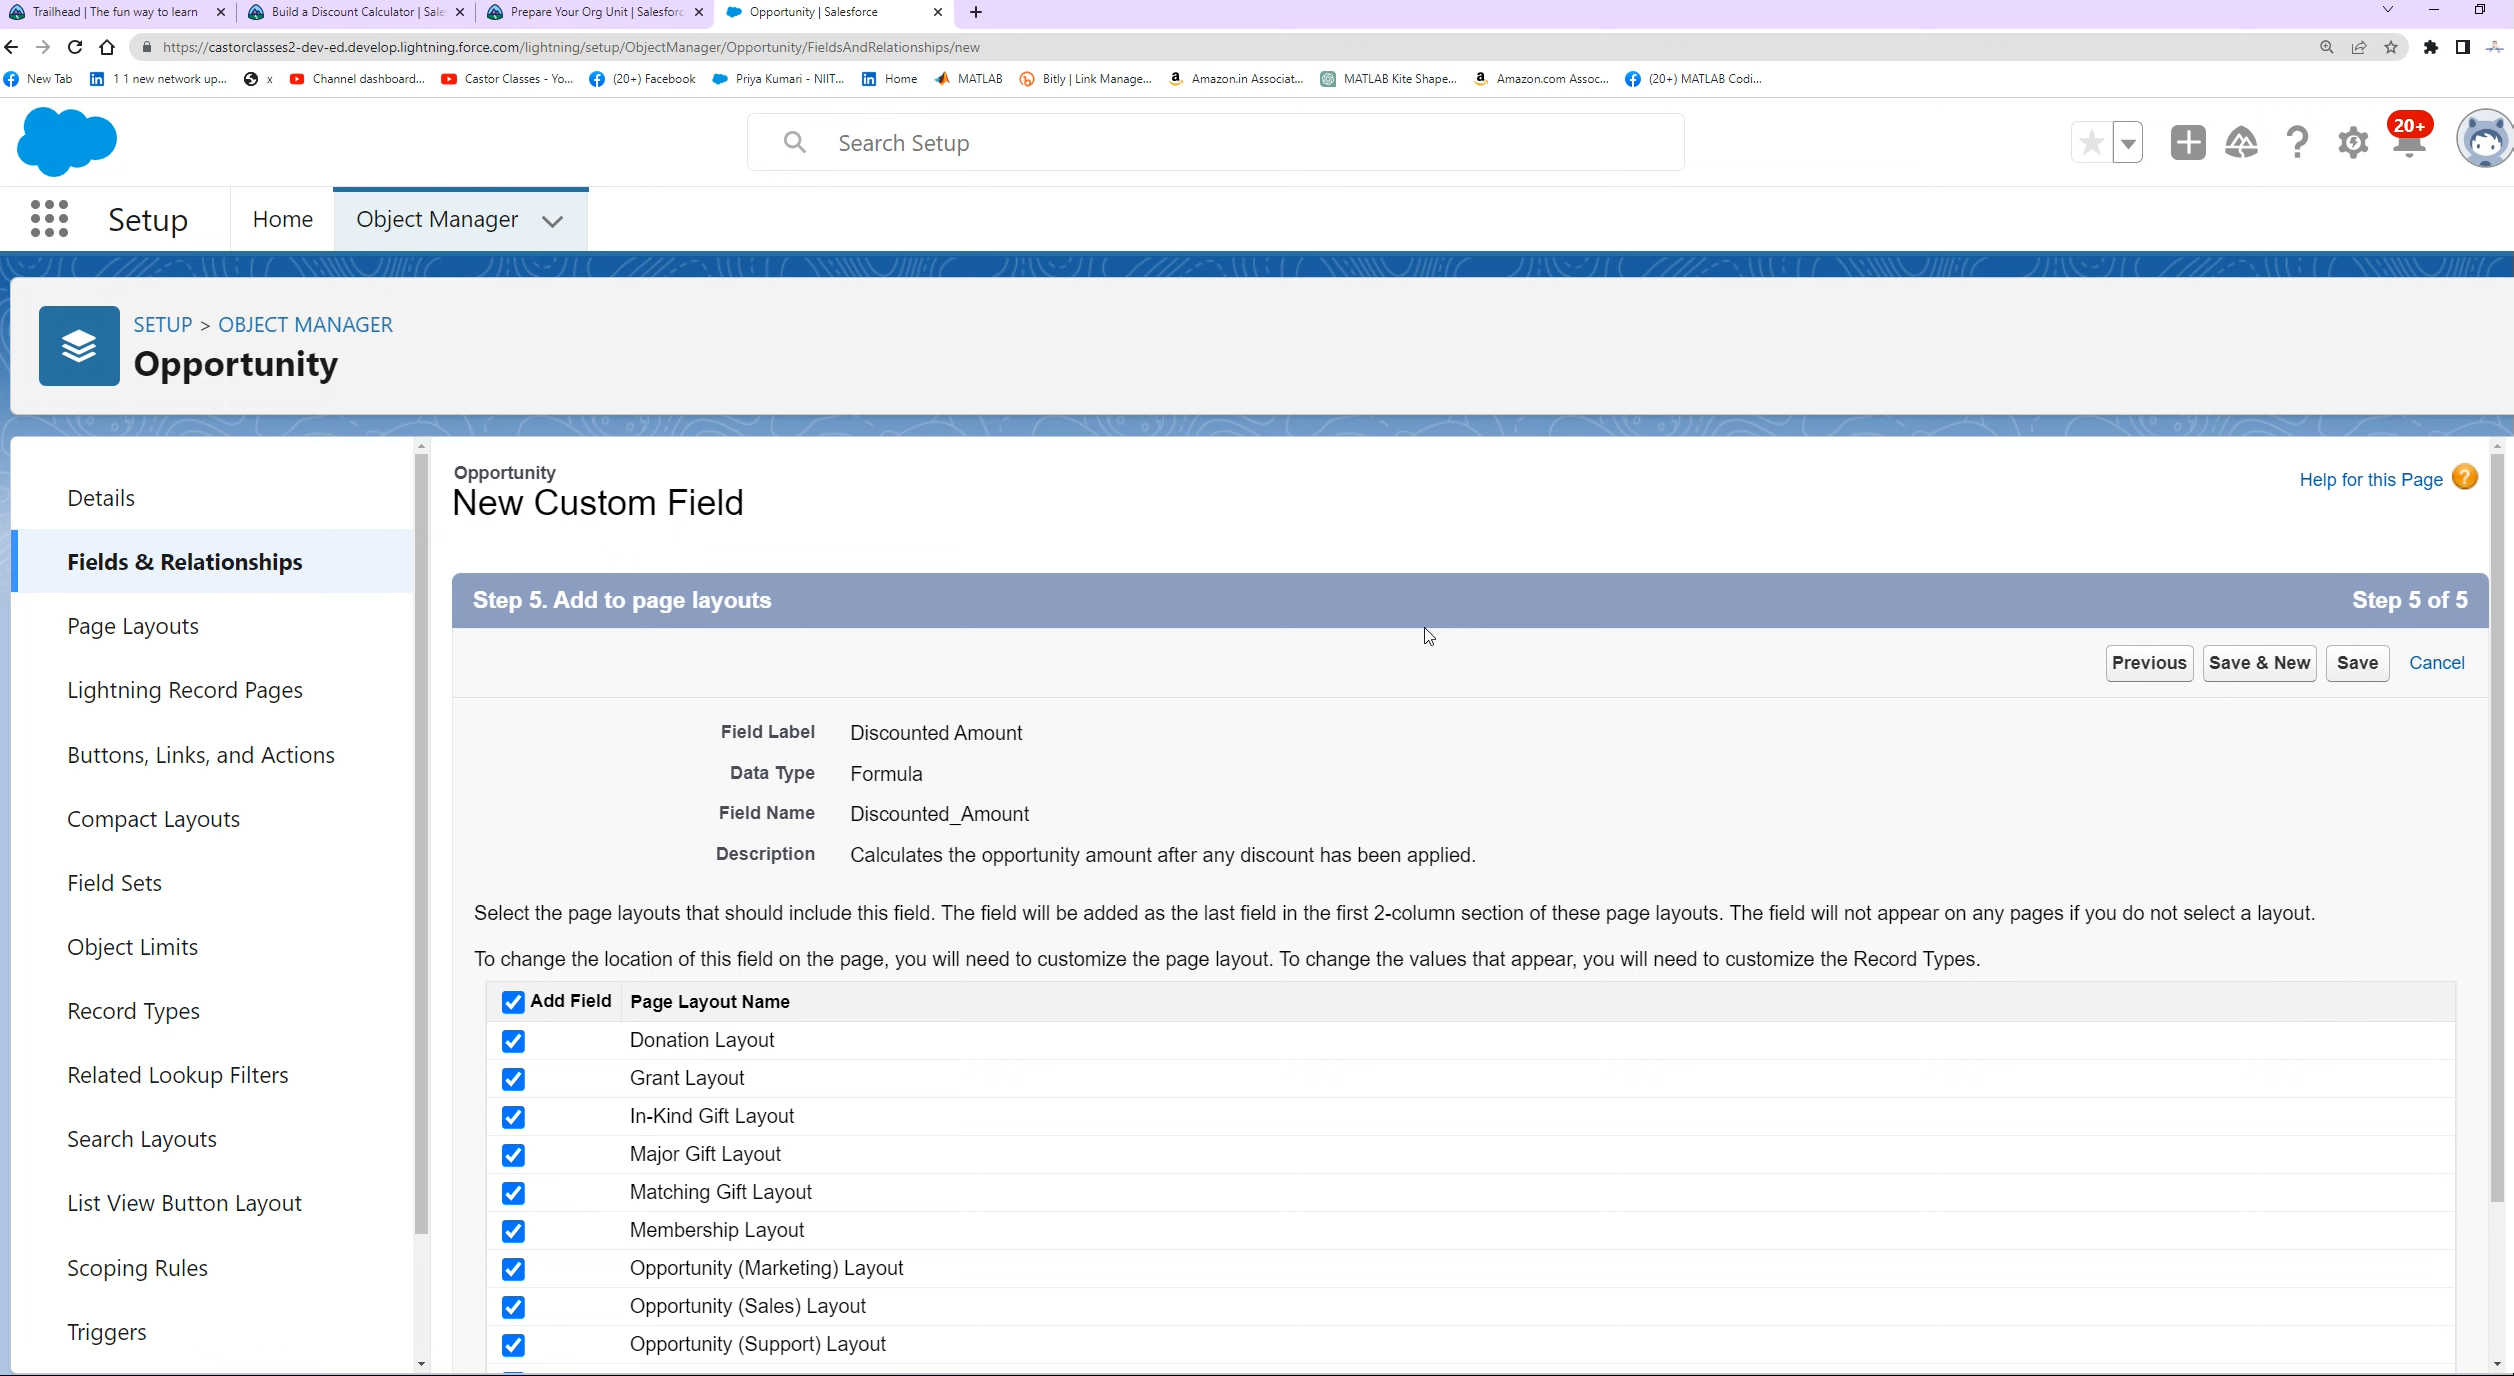 Trailhead | The fun way to learn
Build a Discount Calculator | Sale
Prepare Your Org Unit | Salesforc
Opportunity | Salesforce
https://castorclasses2-dev-ed.develop.lightning.force.com/lightning/setup/ObjectManager/Opportunity/FieldsAndRelationships/new
New Tab
1 1 new network up...
x
Channel dashboard...
Castor Classes - Yo...
(20+) Facebook
Priya Kumari - NIIT...
Home
MATLAB
Bitly | Link Manage...
Amazon.in Associat...
MATLAB Kite Shape...
Amazon.com Assoc...
(20+) MATLAB Codi...
Search Setup
20+
Setup
Home
Object Manager
SETUP > OBJECT MANAGER
Opportunity
Details
Fields & Relationships
Page Layouts
Lightning Record Pages
Buttons, Links, and Actions
Compact Layouts
Field Sets
Object Limits
Record Types
Related Lookup Filters
Search Layouts
List View Button Layout
Scoping Rules
Triggers
Opportunity
New Custom Field
Help for this Page
Step 5. Add to page layouts
Step 5 of 5
Previous
Save & New
Save
Cancel
Field Label Discounted Amount
Data Type Formula
Field Name Discounted_Amount
Description Calculates the opportunity amount after any discount has been applied.
Select the page layouts that should include this field. The field will be added as the last field in the first 2-column section of these page layouts. The field will not appear on any pages if you do not select a layout.
To change the location of this field on the page, you will need to customize the page layout. To change the values that appear, you will need to customize the Record Types.
Add Field Page Layout Name
Donation Layout
Grant Layout
In-Kind Gift Layout
Major Gift Layout
Matching Gift Layout
Membership Layout
Opportunity (Marketing) Layout
Opportunity (Sales) Layout
Opportunity (Support) Layout